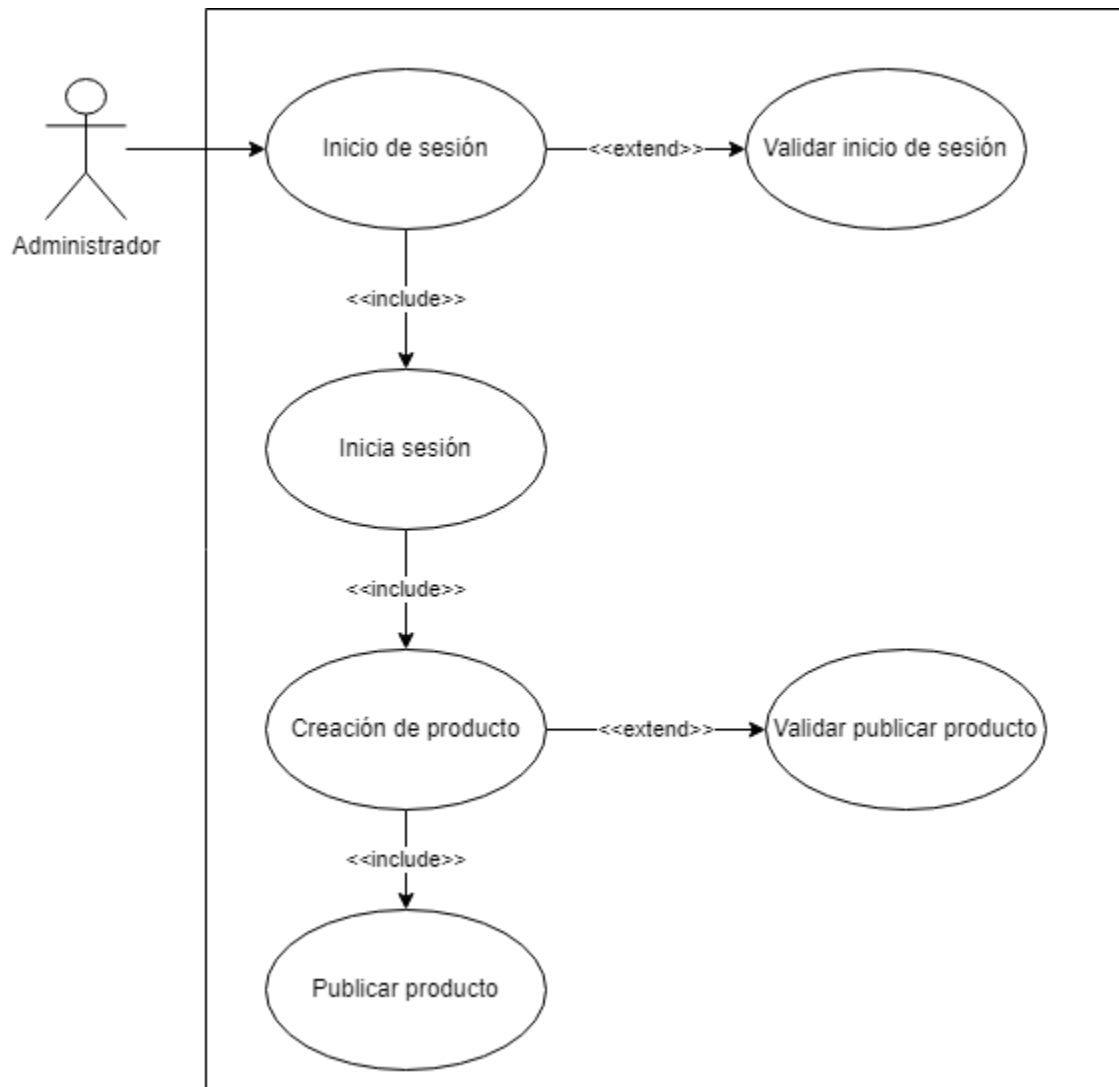 Inicio de sesión
<<extend>>
Validar inicio de sesión
Administrador
<<include>>
Inicia sesión
<<include>>
Creación de producto
<<extend>>
Validar publicar producto
<<include>>
Publicar producto